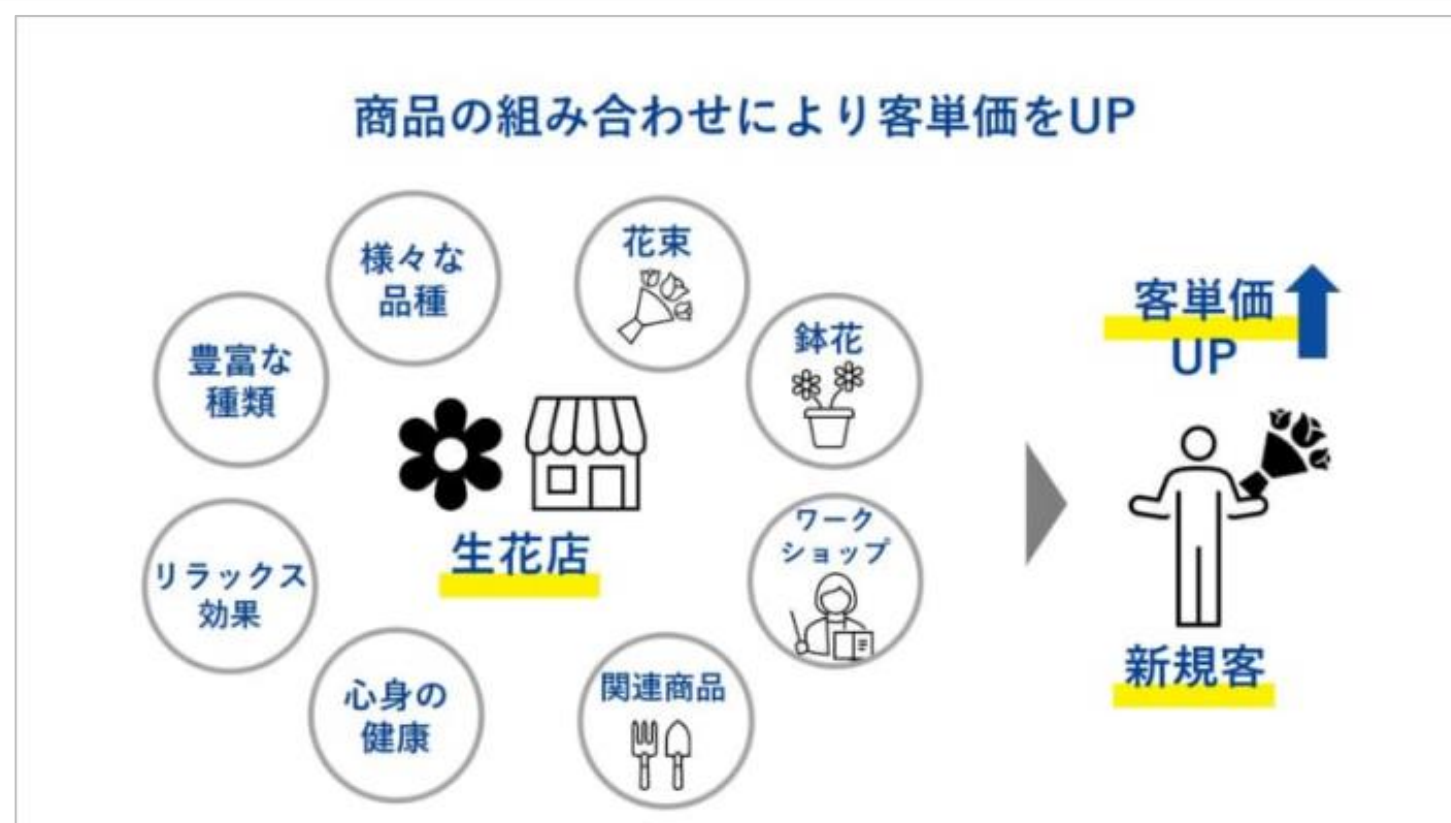 商品の組み合わせにより客単価をUP
様々な
品種
花束
豊富な
種類
鉢花
生花店
リラックス
効果
ワーク
ショップ
心身の
健康
関連商品
客単価
UP
新規客